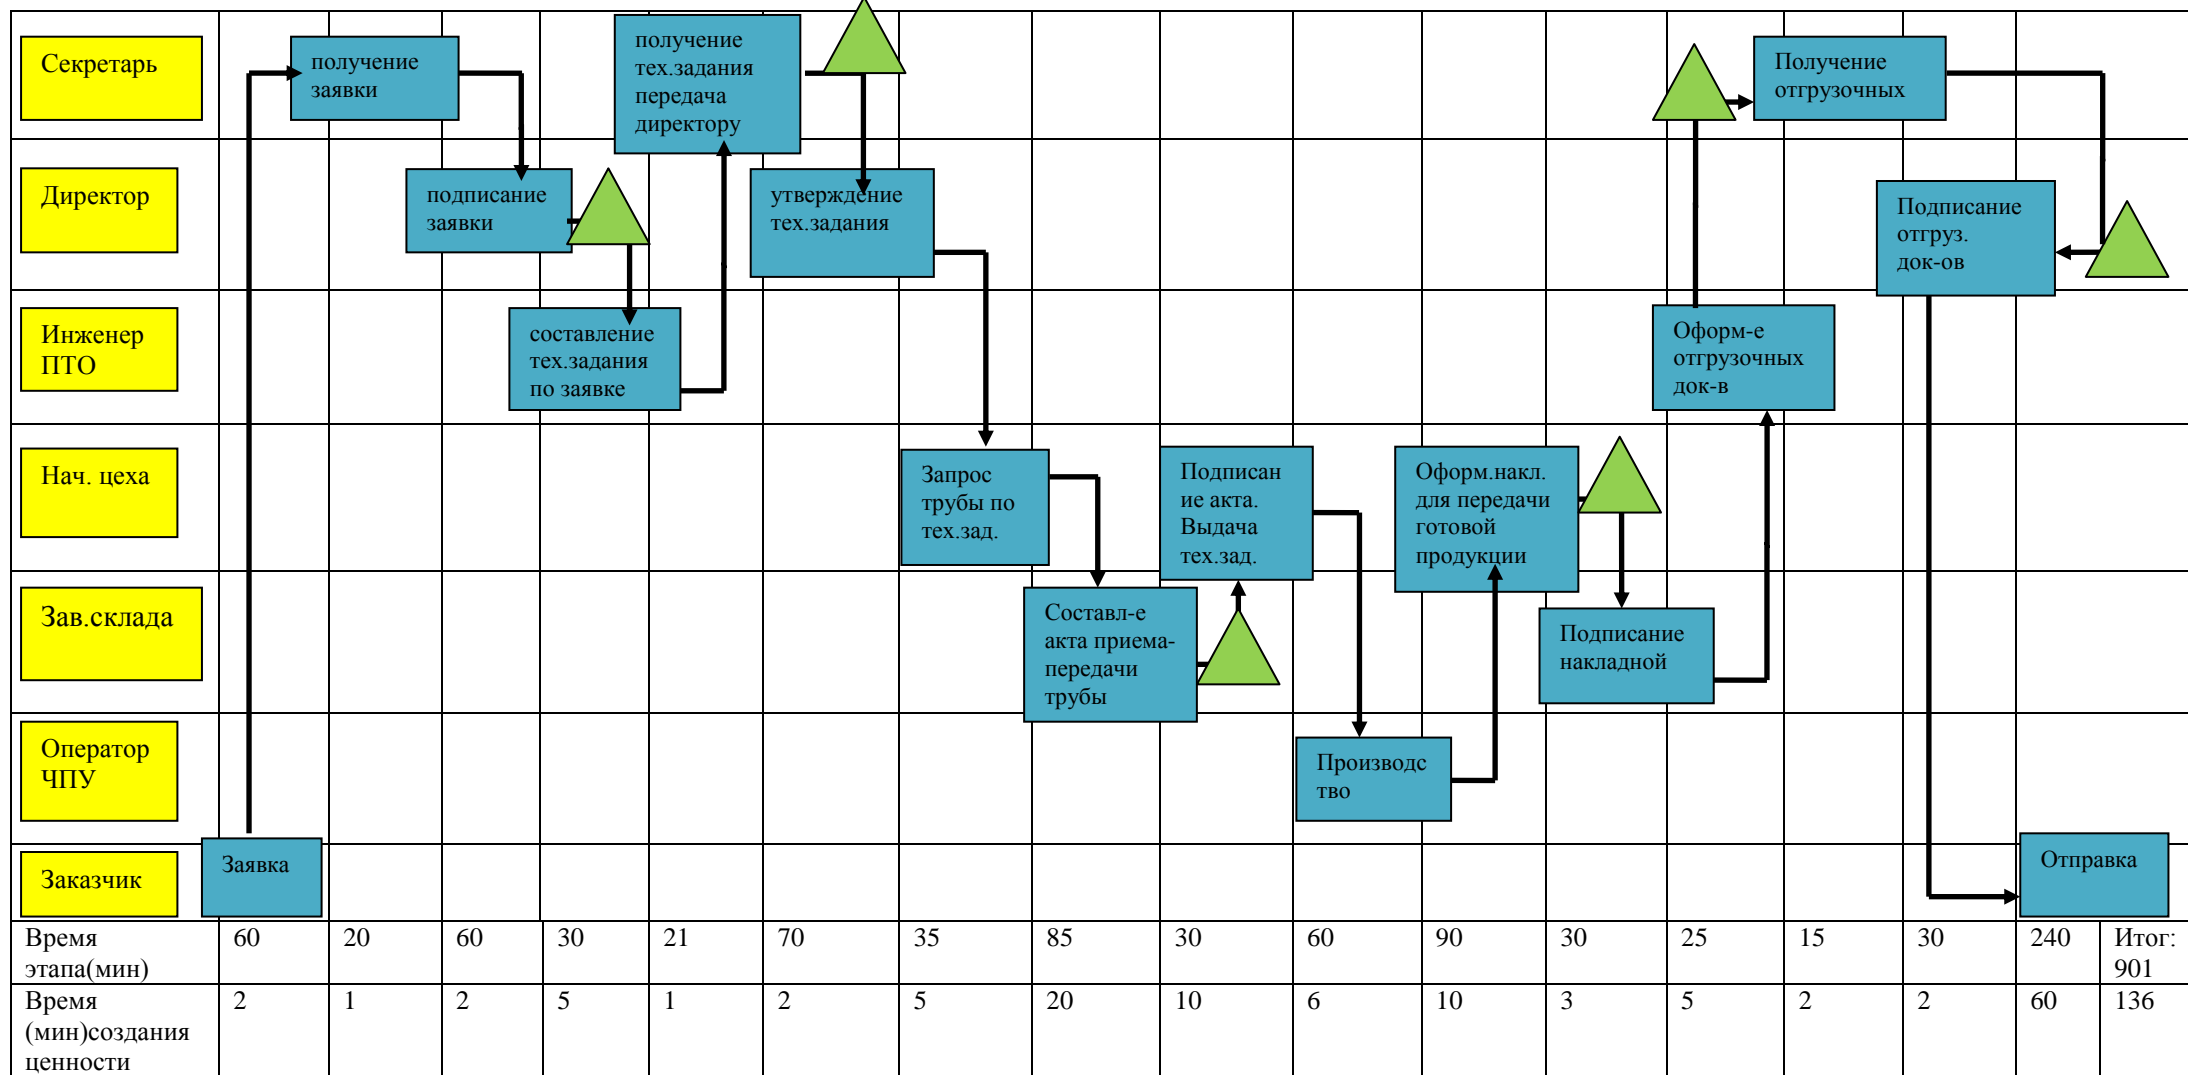 Секретарь
получение
заявки
получение
тех.задания
передача
директору
Получение
отгрузочных
Директор
подписание
заявки
утверждение
тех.задания
Подписание
отгруз.
док-ов
Инженер
ПТО
составление
тех.задания
по заявке
Оформ-е
отгрузочных
док-в
Нач. цеха
Запрос
трубы по
тех.зад.
Подписан
ие акта.
Выдача
тех.зад.
Оформ.накл.
для передачи
готовой
продукции
Зав.склада
Составл-е
акта приема-
передачи
трубы
Подписание
накладной
Оператор
ЧПУ
Производс
тво
Заказчик
Заявка
Отправка
Время
этапа(мин)
60
20
60
30
21
70
35
85
30
60
90
30
25
15
30
240
Итог:
901
Время
(мин)создания
ценности
2
1
2
5
1
2
5
20
10
6
10
3
5
2
2
60
136